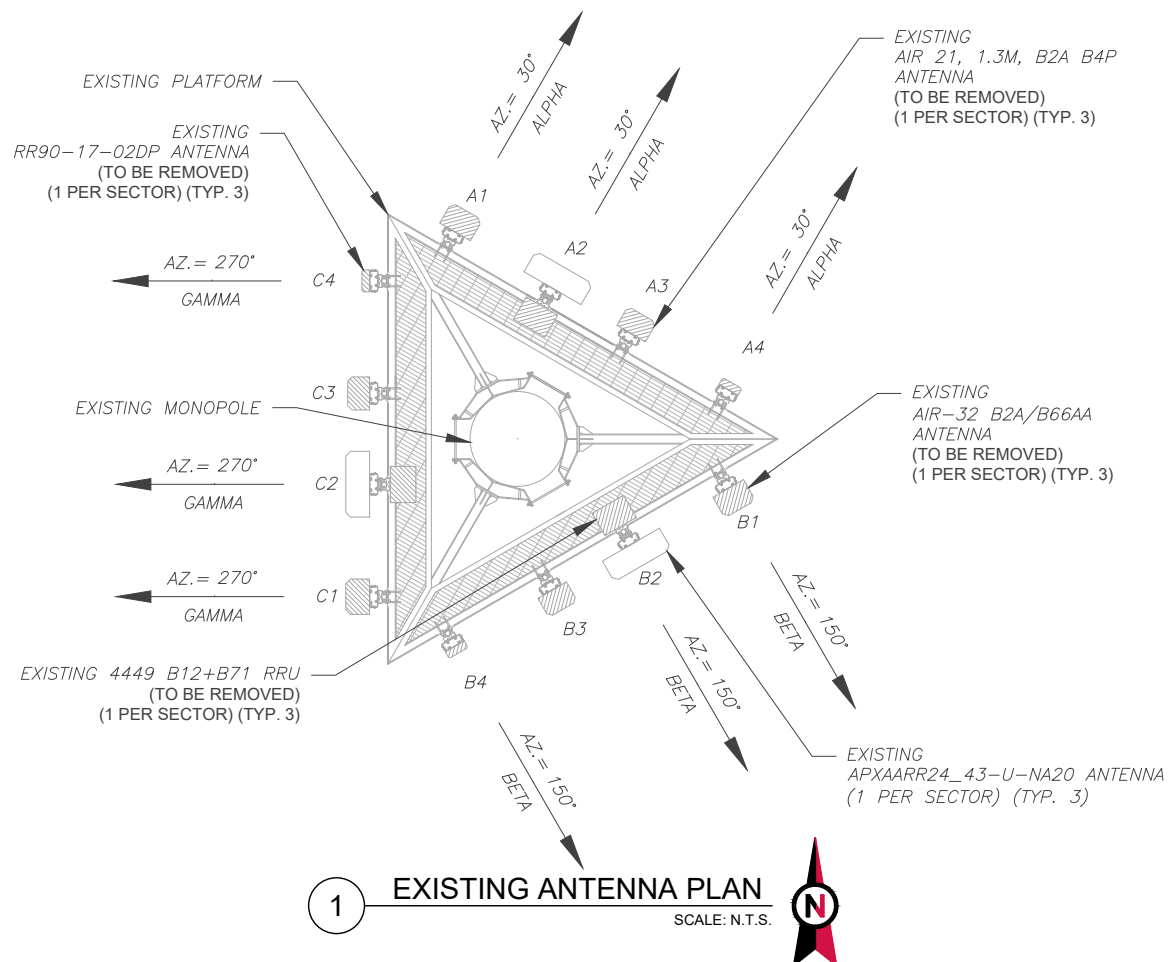 EXISTING PLATFORM
EXISTING
RR90-17-02DP ANTENNA
(TO BE REMOVED)
(1 PER SECTOR) (TYP. 3)
AZ.= 30°
ALPHA
AZ.= 30°
ALPHA
AZ.= 30°
ALPHA
EXISTING
AIR 21, 1.3M, B2A B4P
ANTENNA
(TO BE REMOVED)
(1 PER SECTOR) (TYP. 3)
A1
A2
A3
A4
AZ.= 270°
GAMMA
C4
C3
EXISTING MONOPOLE
AZ.= 270°
GAMMA
C2
AZ.= 270°
GAMMA
C1
EXISTING
AIR-32 B2A/B66AA
ANTENNA
(TO BE REMOVED)
(1 PER SECTOR) (TYP. 3)
B1
B2
B3
B4
AZ.= 150°
BETA
AZ.= 150°
BETA
AZ.= 150°
BETA
EXISTING 4449 B12+B71 RRU
(TO BE REMOVED)
(1 PER SECTOR) (TYP. 3)
EXISTING
APXAARR24_43-U-NA20 ANTENNA
(1 PER SECTOR) (TYP. 3)
1
EXISTING ANTENNA PLAN
SCALE: N.T.S.
N